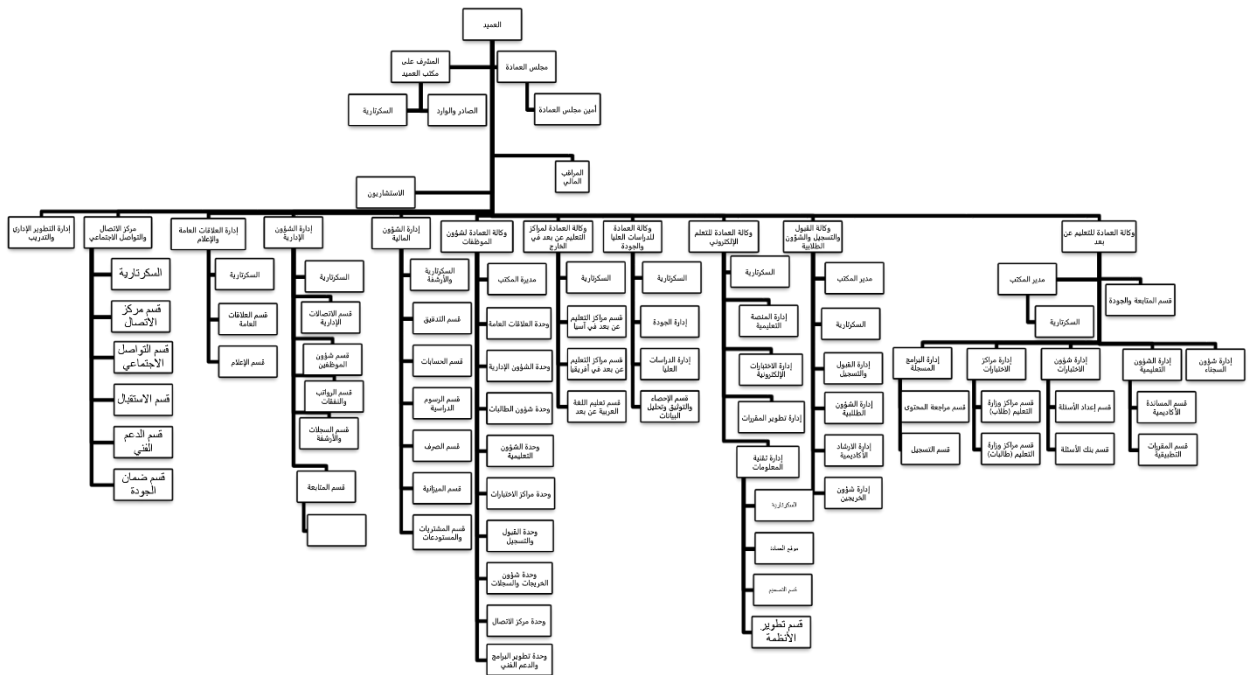 العميد
مجلس العمادة
المشرف على
مكتب العميد
أمين مجلس العمادة
الصادر والوارد
السكرتارية
المراقب
المالي
الاستشاريون
وكالة العمادة للتعليم عن
بعد
مدير المكتب
السكرتارية
قسم المتابعة والجودة
إدارة شؤون
السجناء
إدارة الشؤون
التعليمية
قسم المساندة
الأكاديمية
قسم المقررات
التطبيقية
إدارة شؤون
الاختبارات
قسم إعداد الأسئلة
قسم بنك الأسئلة
إدارة مراكز
الاختبارات
قسم مراكز وزارة
التعليم (طلاب)
قسم مراكز وزارة
التعليم (طالبات)
إدارة البرامج
المسجلة
قسم مراجعة المحتوى
قسم التسجيل
وكالة القبول
والتسجيل والشؤون
الطلابية
مدير المكتب
السكرتارية
إدارة القبول
والتسجيل
إدارة الشؤون
الطلابية
إدارة الارشاد
الأكاديمية
إدارة شؤون
الخريجين
وكالة العمادة للتعلم
الإلكتروني
السكرتارية
إدارة المنصة
التعليمية
إدارة الاختبارات
الإلكترونية
إدارة تطوير المقررات
إدارة تقنية
المعلومات
السكرتارية
موقع العمادة
قسم التصميم
قسم تطوير
الأنظمة
وكالة العمادة
للدراسات العليا
والجودة
السكرتارية
إدارة الجودة
إدارة الدراسات
العليا
قسم الإحصاء
والتوثيق وتحليل
البيانات
وكالة العمادة لمراكز
التعليم عن بعد في
الخارج
السكرتارية
قسم مراكز التعليم
عن بعد في آسيا
قسم مراكز التعليم
عن بعد في أفريقيا
قسم تعليم اللغة
العربية عن بعد
وكالة العمادة لشؤون
الموظفات
مديرة المكتب
وحدة العلاقات العامة
وحدة الشؤون الإدارية
وحدة شؤون الطالبات
وحدة الشؤون
التعليمية
وحدة مراكز الاختبارات
وحدة القبول
والتسجيل
وحدة شؤون
الخريجات والسجلات
وحدة مركز الاتصال
وحدة تطوير البرامج
والدعم الفني
إدارة الشؤون
المالية
السكرتارية
والأرشفة
قسم التدقيق
قسم الحسابات
قسم الرسوم
الدراسية
قسم الصرف
قسم الميزانية
قسم المشتريات
والمستودعات
إدارة الشؤون
الإدارية
السكرتارية
قسم الاتصالات
الإدارية
قسم شؤون
الموظفين
قسم الرواتب
والنفقات
قسم السجلات
والأرشفة
قسم المتابعة
إدارة العلاقات العامة
والإعلام
السكرتارية
قسم العلاقات
العامة
قسم الإعلام
مركز الاتصال
والتواصل الاجتماعي
السكرتارية
قسم مركز
الاتصال
قسم التواصل
الاجتماعي
قسم الاستقبال
قسم الدعم
الفني
قسم ضمان
الجودة
إدارة التطوير الإداري
والتدريب